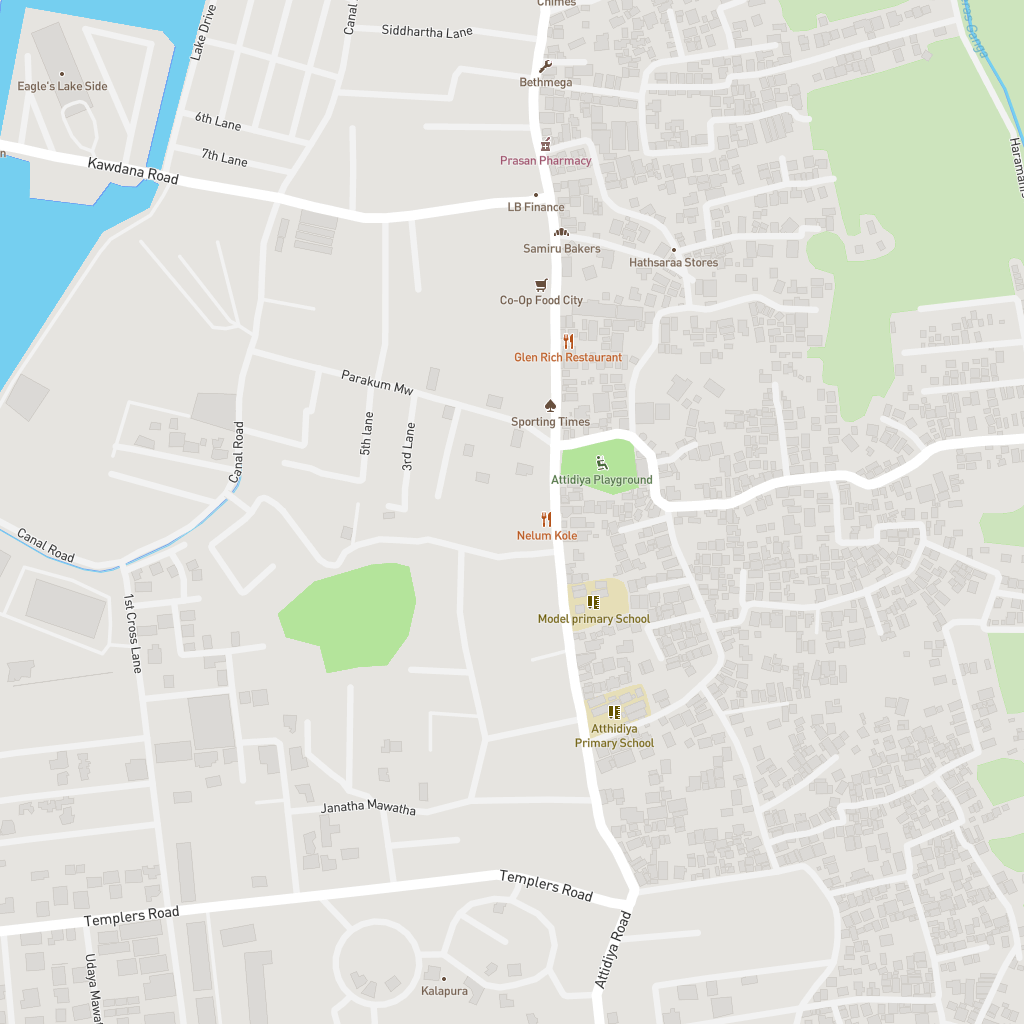 Chimes
Siddhartha Lane
Canal
Lake Drive
Eagle's Lake Side
Bethmega
6th Lane
7th Lane
Prasan Pharmacy
Kawdana Road
LB Finance
Samiru Bakers
Hathsaraa Stores
Co-Op Food City
Glen Rich Restaurant
Parakum Mw
Sporting Times
5th lane
3rd Lane
Canal Road
Attidiya Playground
Nelum Kole
Canal Road
1st Cross Lane
Model primary School
Atthidiya
Primary School
Janatha Mawatha
Templers Road
Templers Road
Attidiya Road
Kalapura